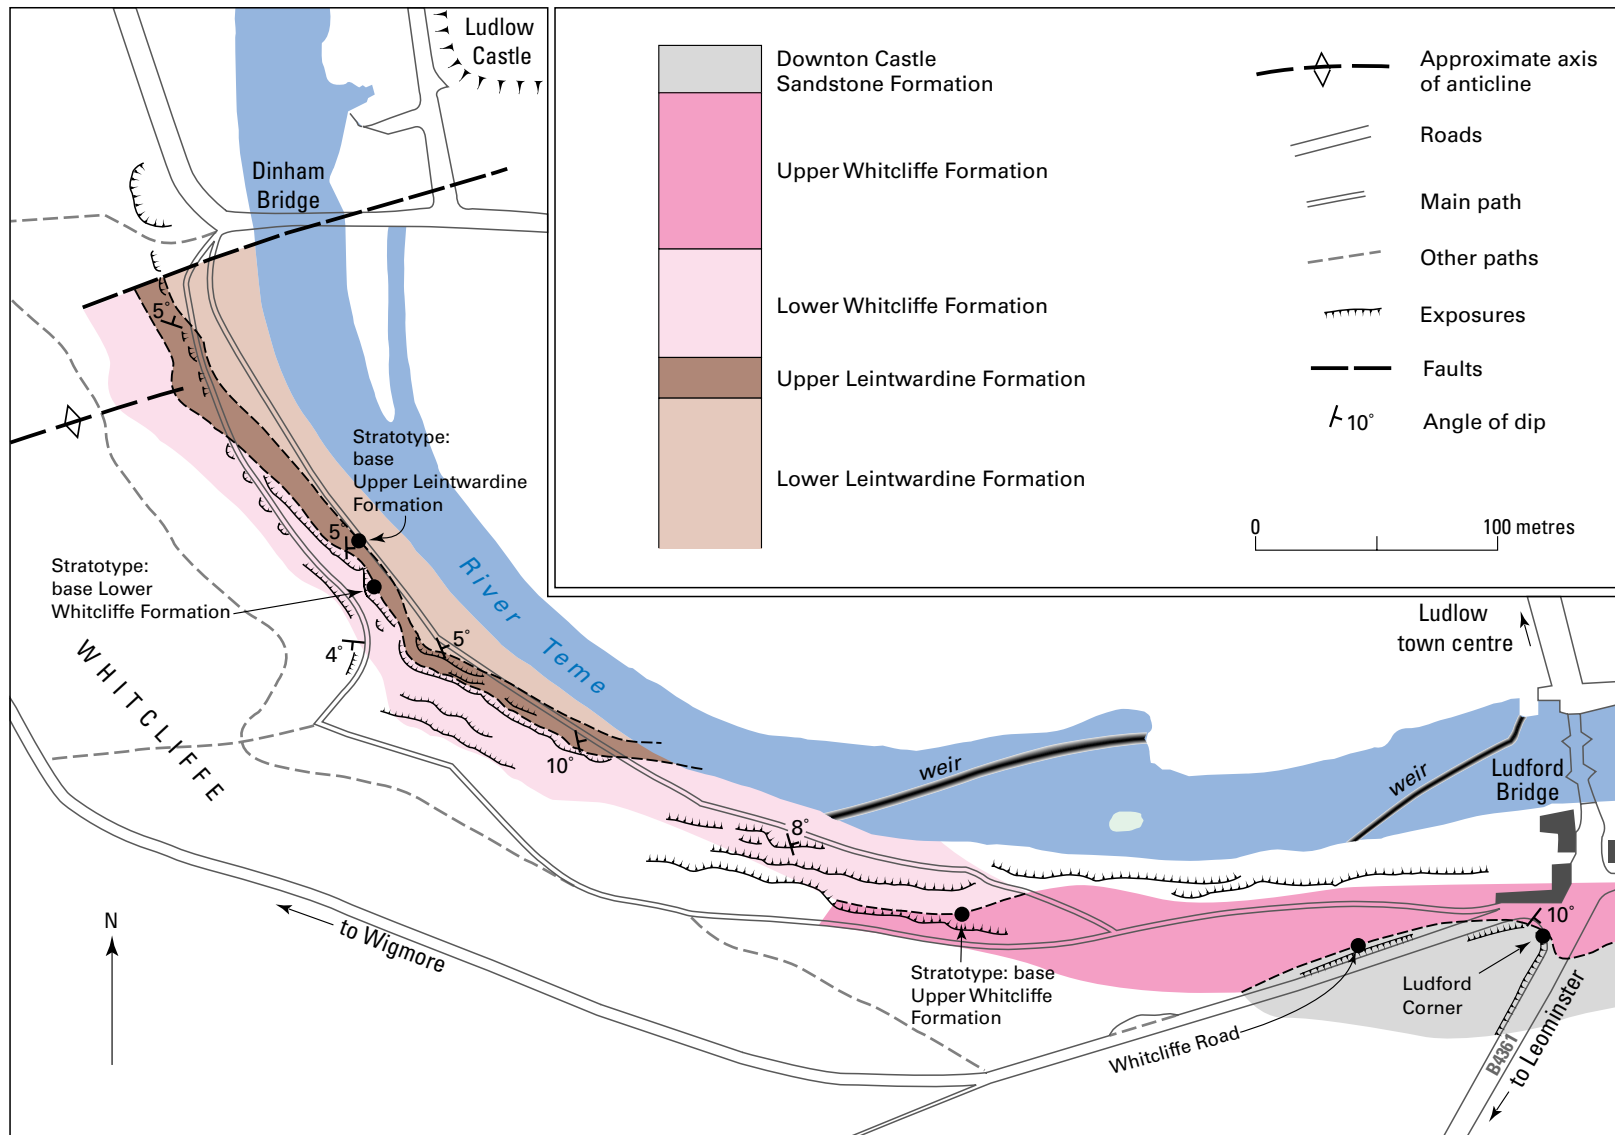 Ludlow
Castle
Dinham
Bridge
5°
Stratotype:
base
Upper Leintwardine
Formation
5°
Stratotype:
base Lower
Whitcliffe Formation
4°
5°
10°
WHITCLIFFE
River Teme
8°
weir
weir
Ludlow
town centre
Ludford
Bridge
N
to Wigmore
Stratotype: base
Upper Whitcliffe
Formation
Whitcliffe Road
Ludford
Corner
10°
B4361
to Leominster
Downton Castle
Sandstone Formation
Upper Whitcliffe Formation
Lower Whitcliffe Formation
Upper Leintwardine Formation
Lower Leintwardine Formation
Approximate axis
of anticline
Roads
Main path
Other paths
Exposures
Faults
10° Angle of dip
0 100 metres